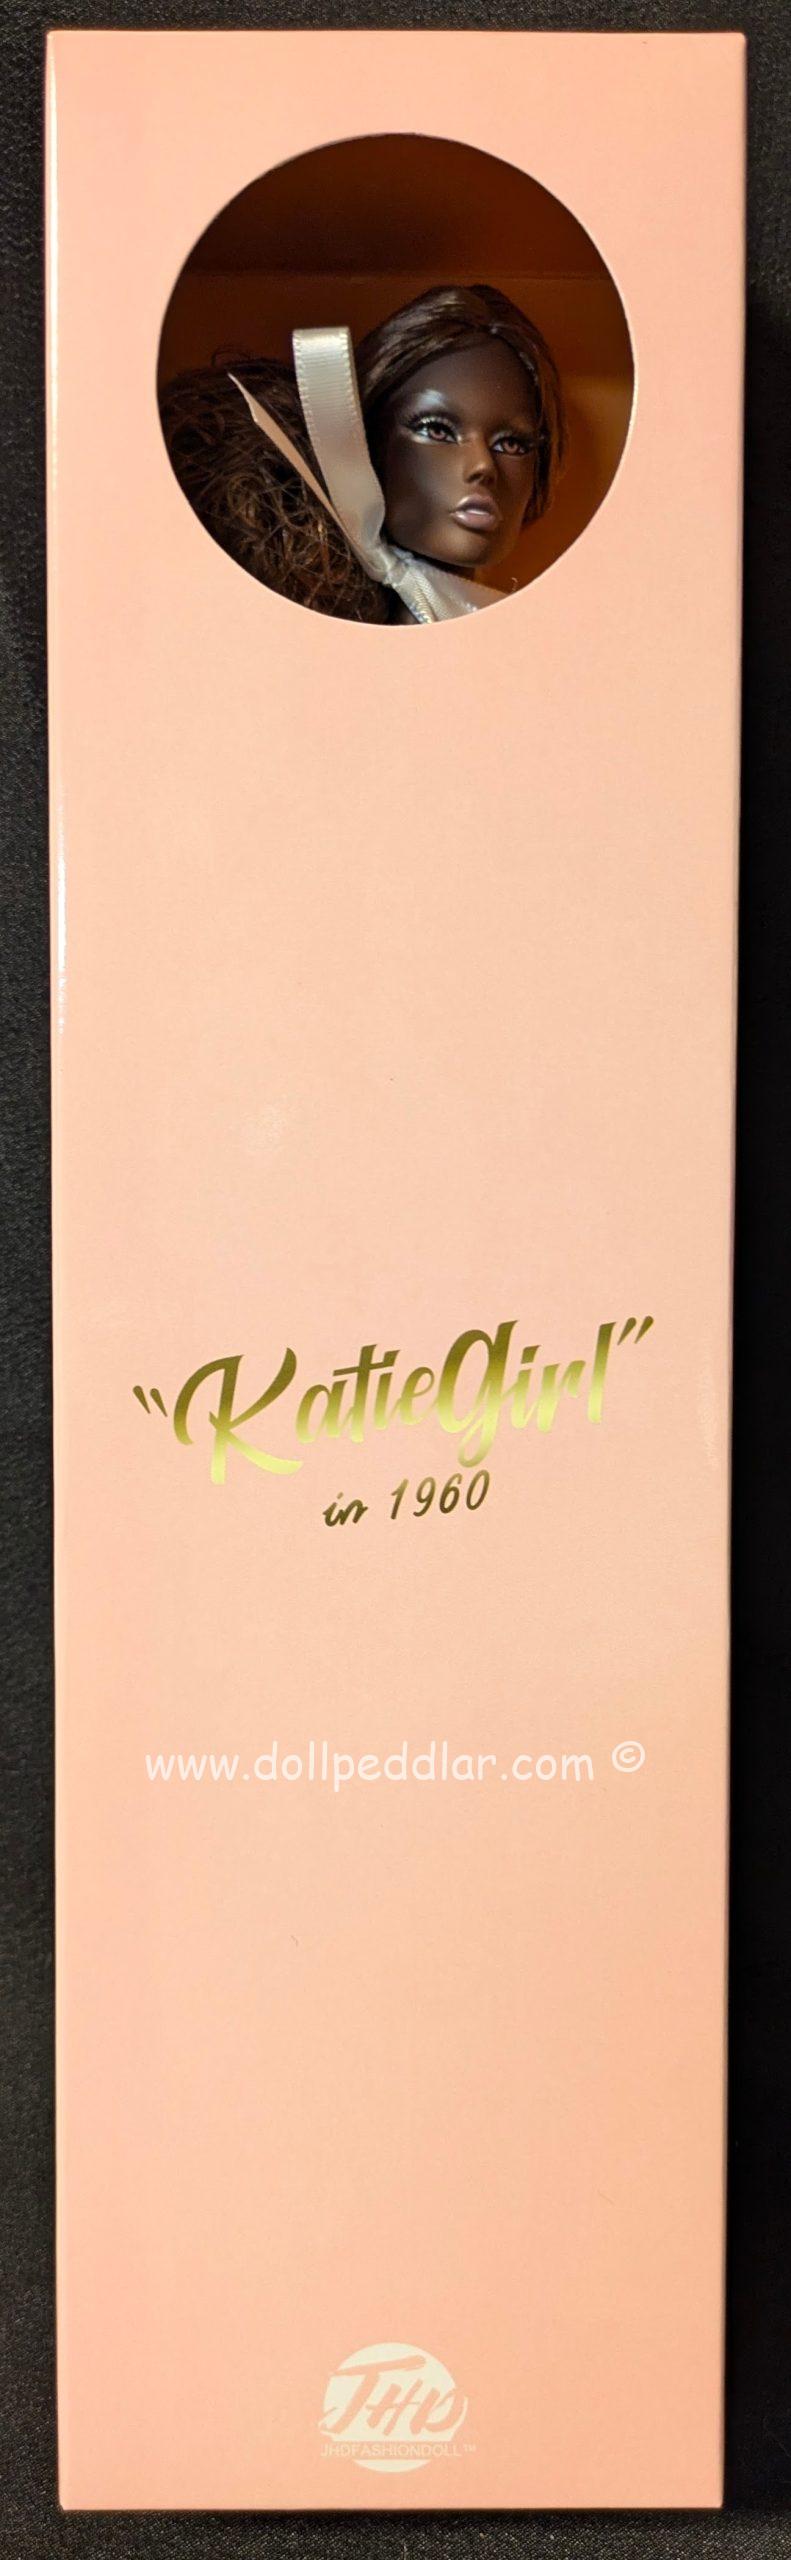 "KatieGirl"
in 1960
www.dollpeddlar.com ©
JHD
JHDFASHIONDOLL™